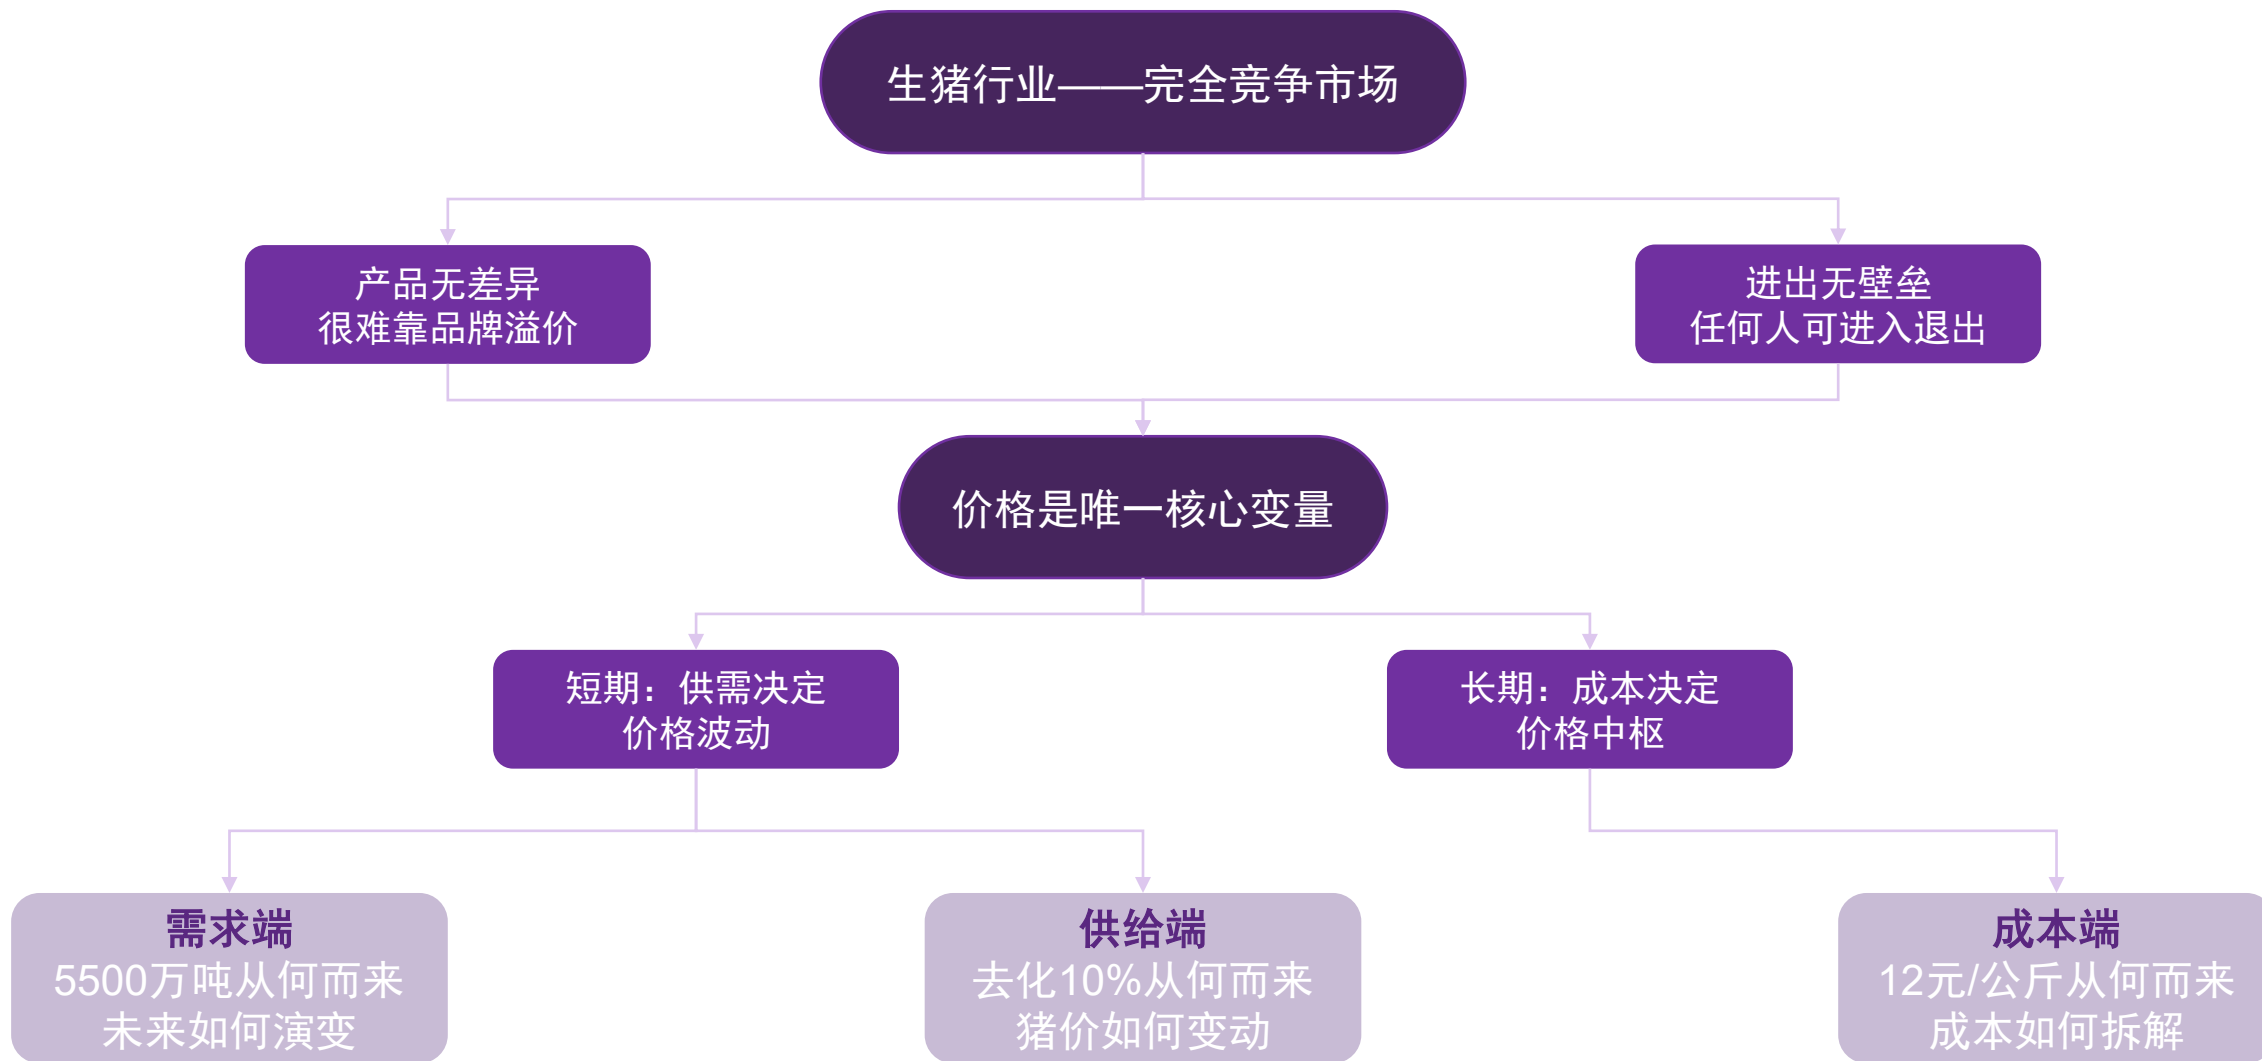 生猪行业——完全竞争市场
产品无差异
很难靠品牌溢价
进出无壁垒
任何人可进入退出
价格是唯一核心变量
短期：供需决定
价格波动
长期：成本决定
价格中枢
需求端
5500万吨从何而来
未来如何演变
供给端
去化10%从何而来
猪价如何变动
成本端
12元/公斤从何而来
成本如何拆解